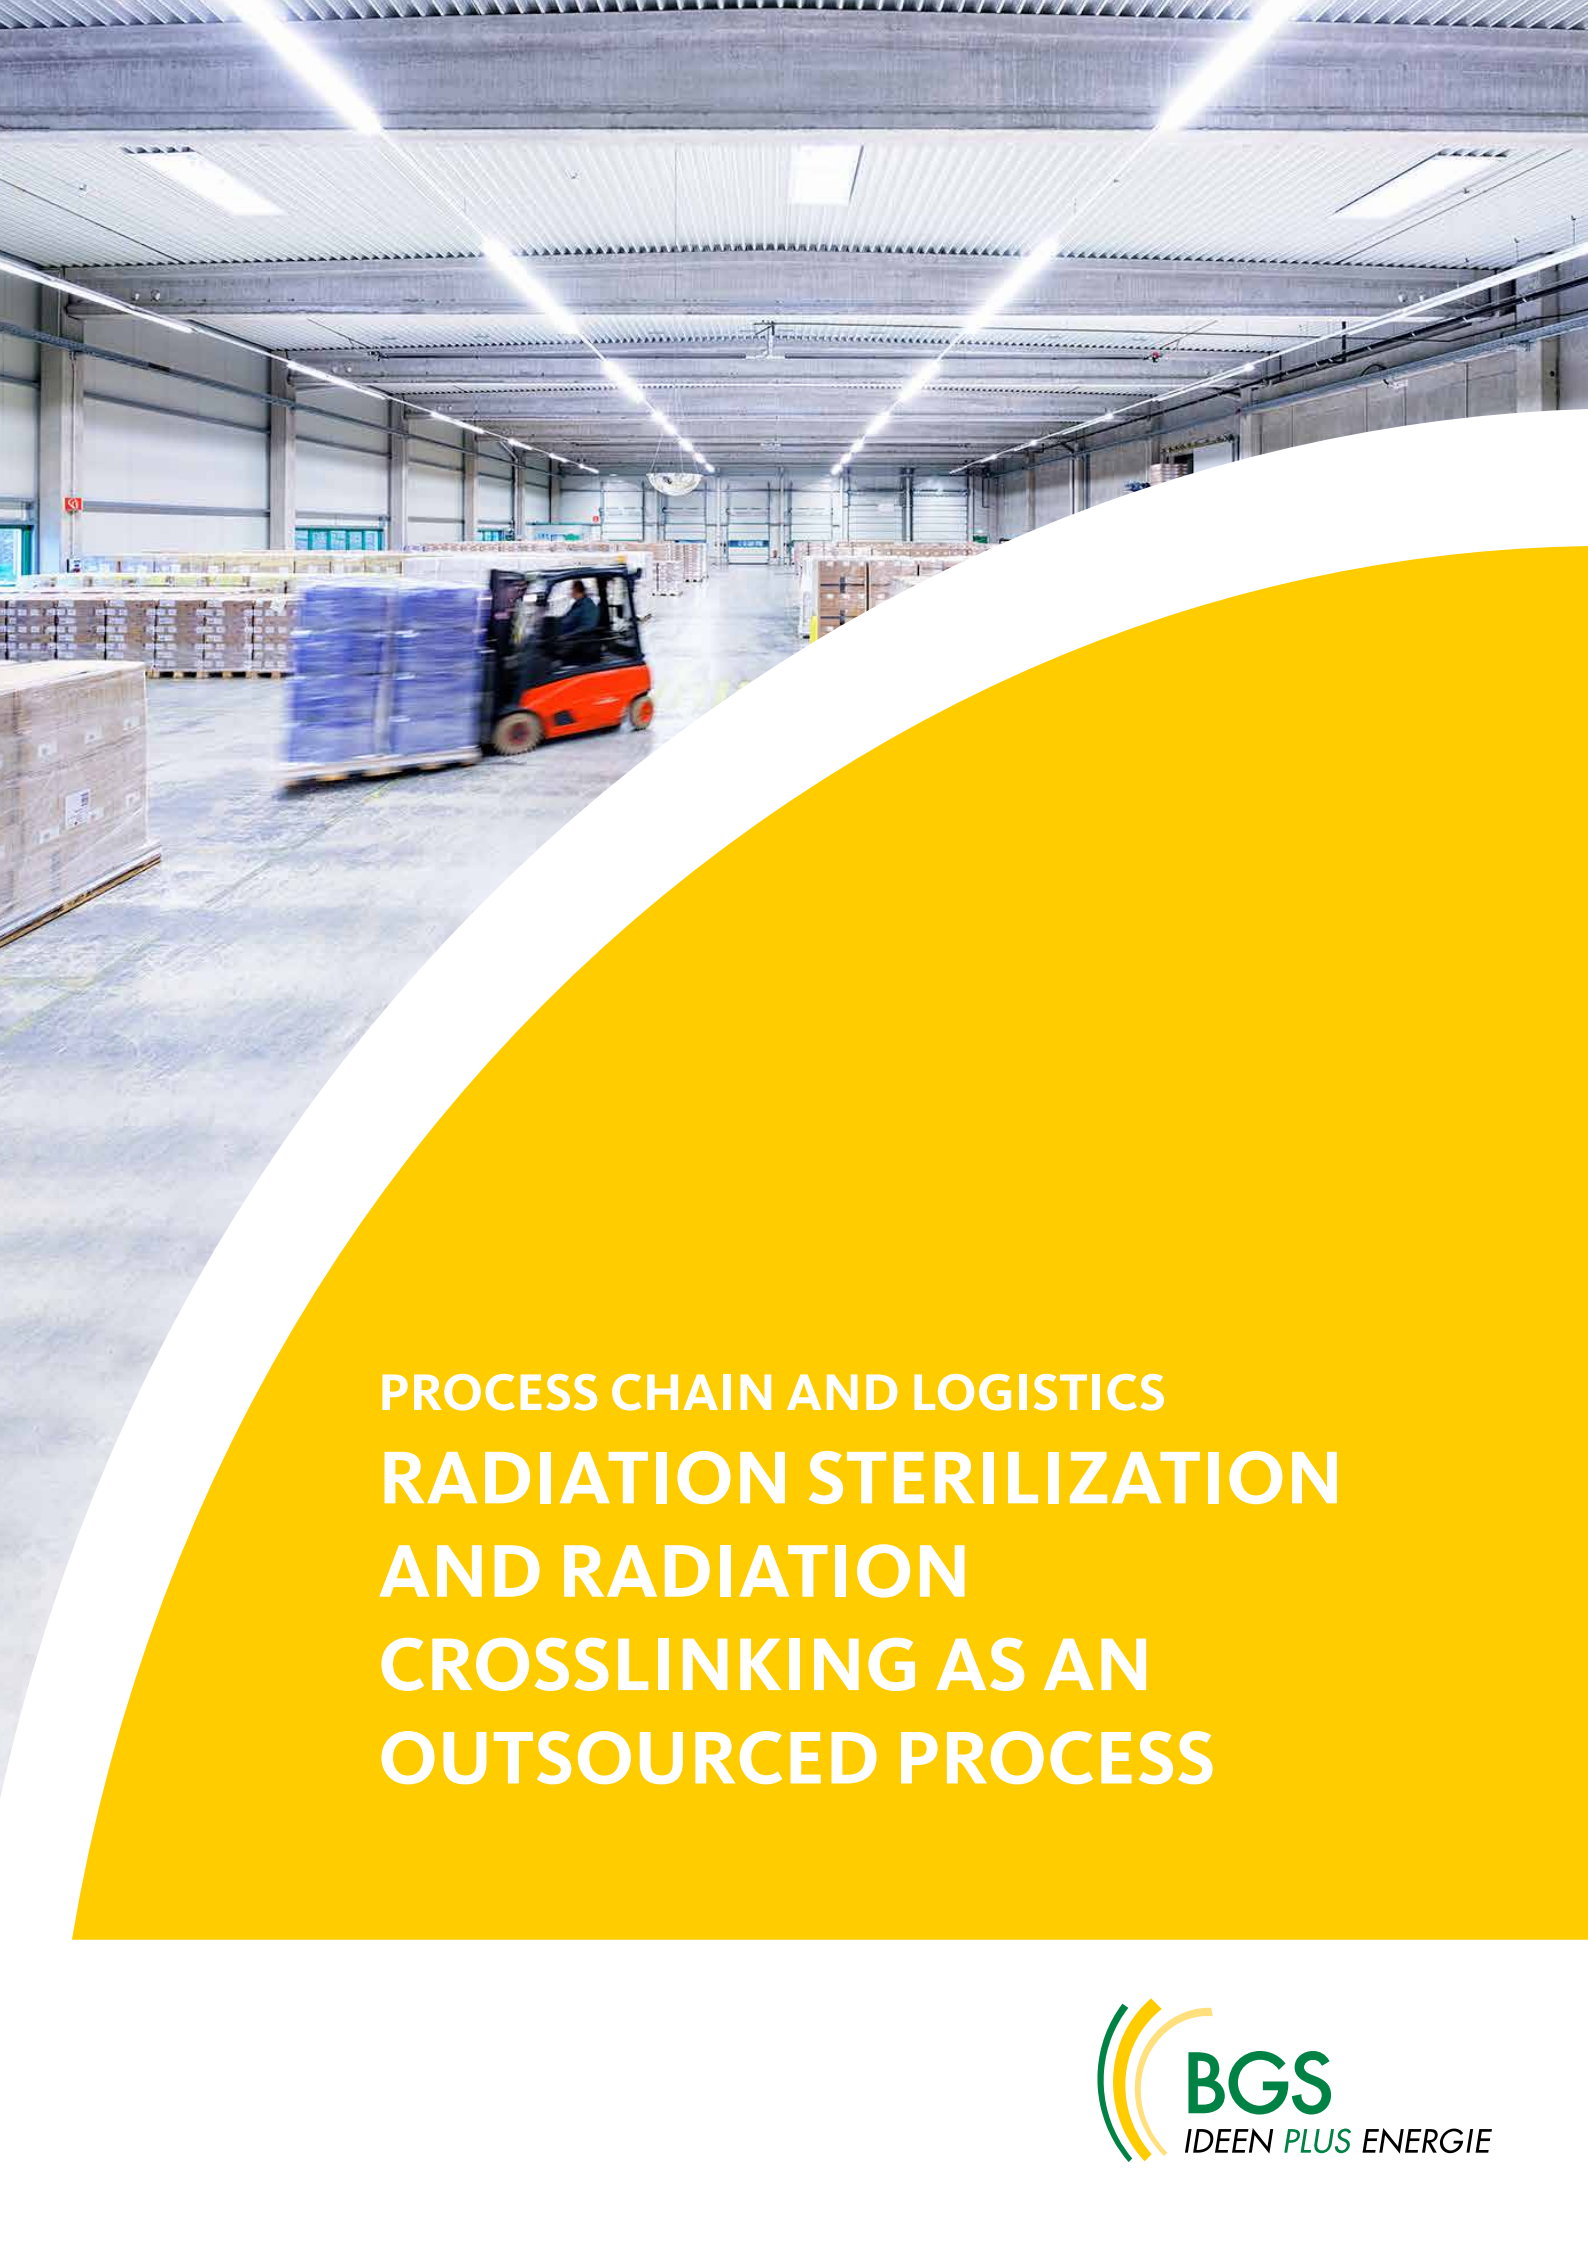 PROCESS CHAIN AND LOGISTICS
RADIATION STERILIZATION
AND RADIATION
CROSSLINKING AS AN
OUTSOURCED PROCESS
BGS
IDEEN PLUS ENERGIE